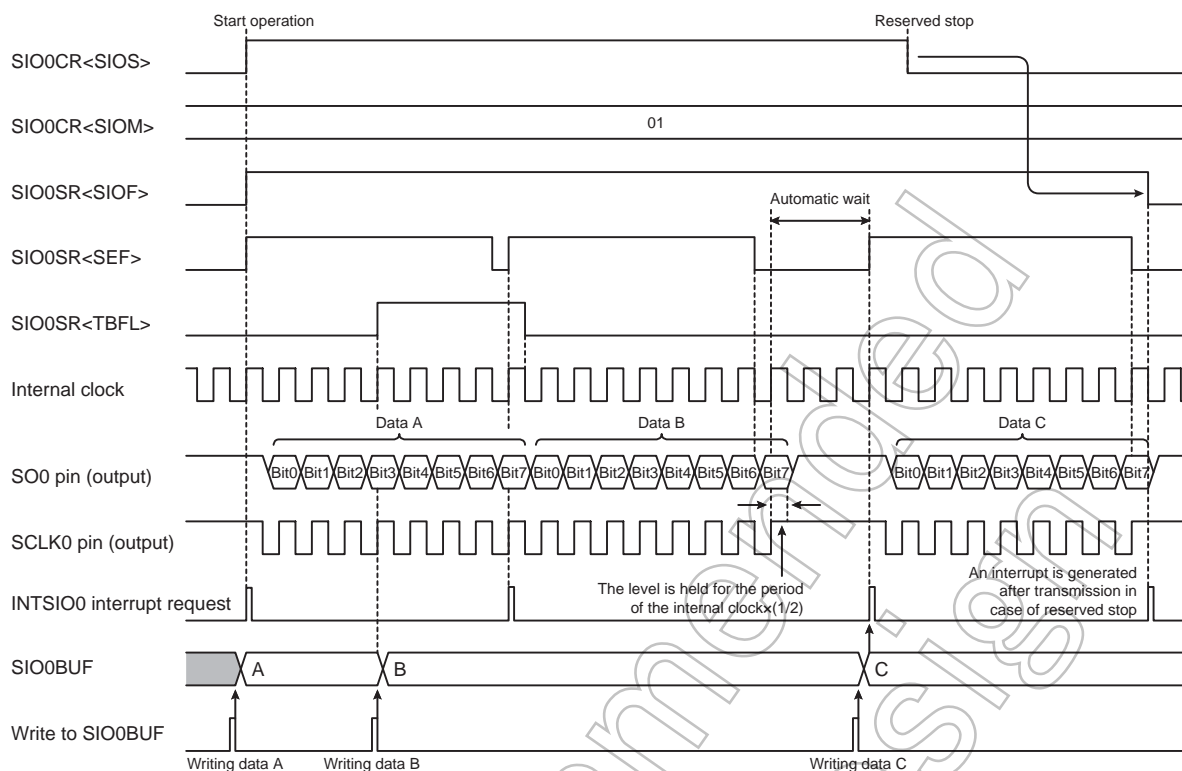 Start operation
Reserved stop
SIO0CR<SIOS>
SIO0CR<SIOM>
01
SIO0SR<SIOF>
Automatic wait
SIO0SR<SEF>
SIO0SR<TBFL>
Internal clock
Data A
Data B
Data C
SO0 pin (output)
Bit0 Bit1 Bit2 Bit3 Bit4 Bit5 Bit6 Bit7 Bit0 Bit1 Bit2 Bit3 Bit4 Bit5 Bit6 Bit7 Bit0 Bit1 Bit2 Bit3 Bit4 Bit5 Bit6 Bit7
SCLK0 pin (output)
The level is held for the period
of the internal clock×(1/2)
An interrupt is generated
after transmission in
case of reserved stop
INTSIO0 interrupt request
SIO0BUF
A
B
C
Write to SIO0BUF
Writing data A
Writing data B
Writing data C